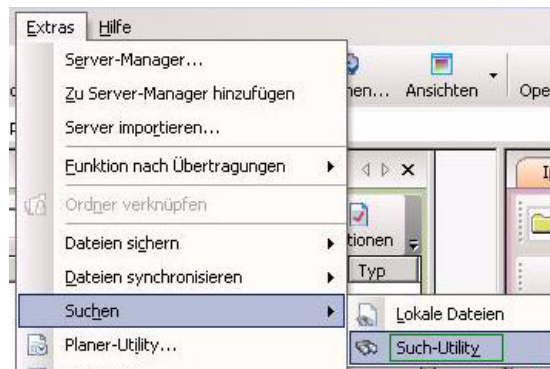 Extras Hilfe
Server-Manager...
Zu Server-Manager hinzufügen
nen... Ansichten
Ope
Server importieren...
Funktion nach Übertragungen
Ordner verknüpfen
Dateien sichern
tionen
Dateien synchronisieren
Typ
Suchen
Lokale Dateien
Planer-Utility...
Such-Utility